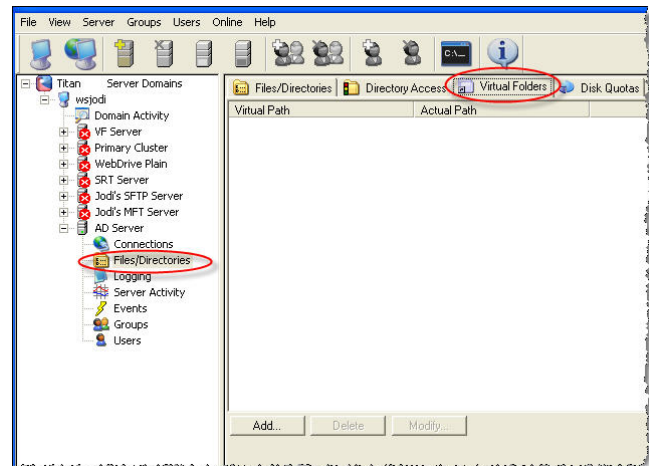 File View Server Groups Users Online Help
C:\_
Titan Server Domains
wsjodi
Domain Activity
VF Server
Primary Cluster
WebDrive Plain
SRT Server
Jodi's SFTP Server
Jodi's MFT Server
AD Server
Connections
Files/Directories
Logging
Server Activity
Events
Groups
Users
Files/Directories Directory Access Virtual Folders Disk Quotas
Virtual Path Actual Path
Add... Delete Modify...